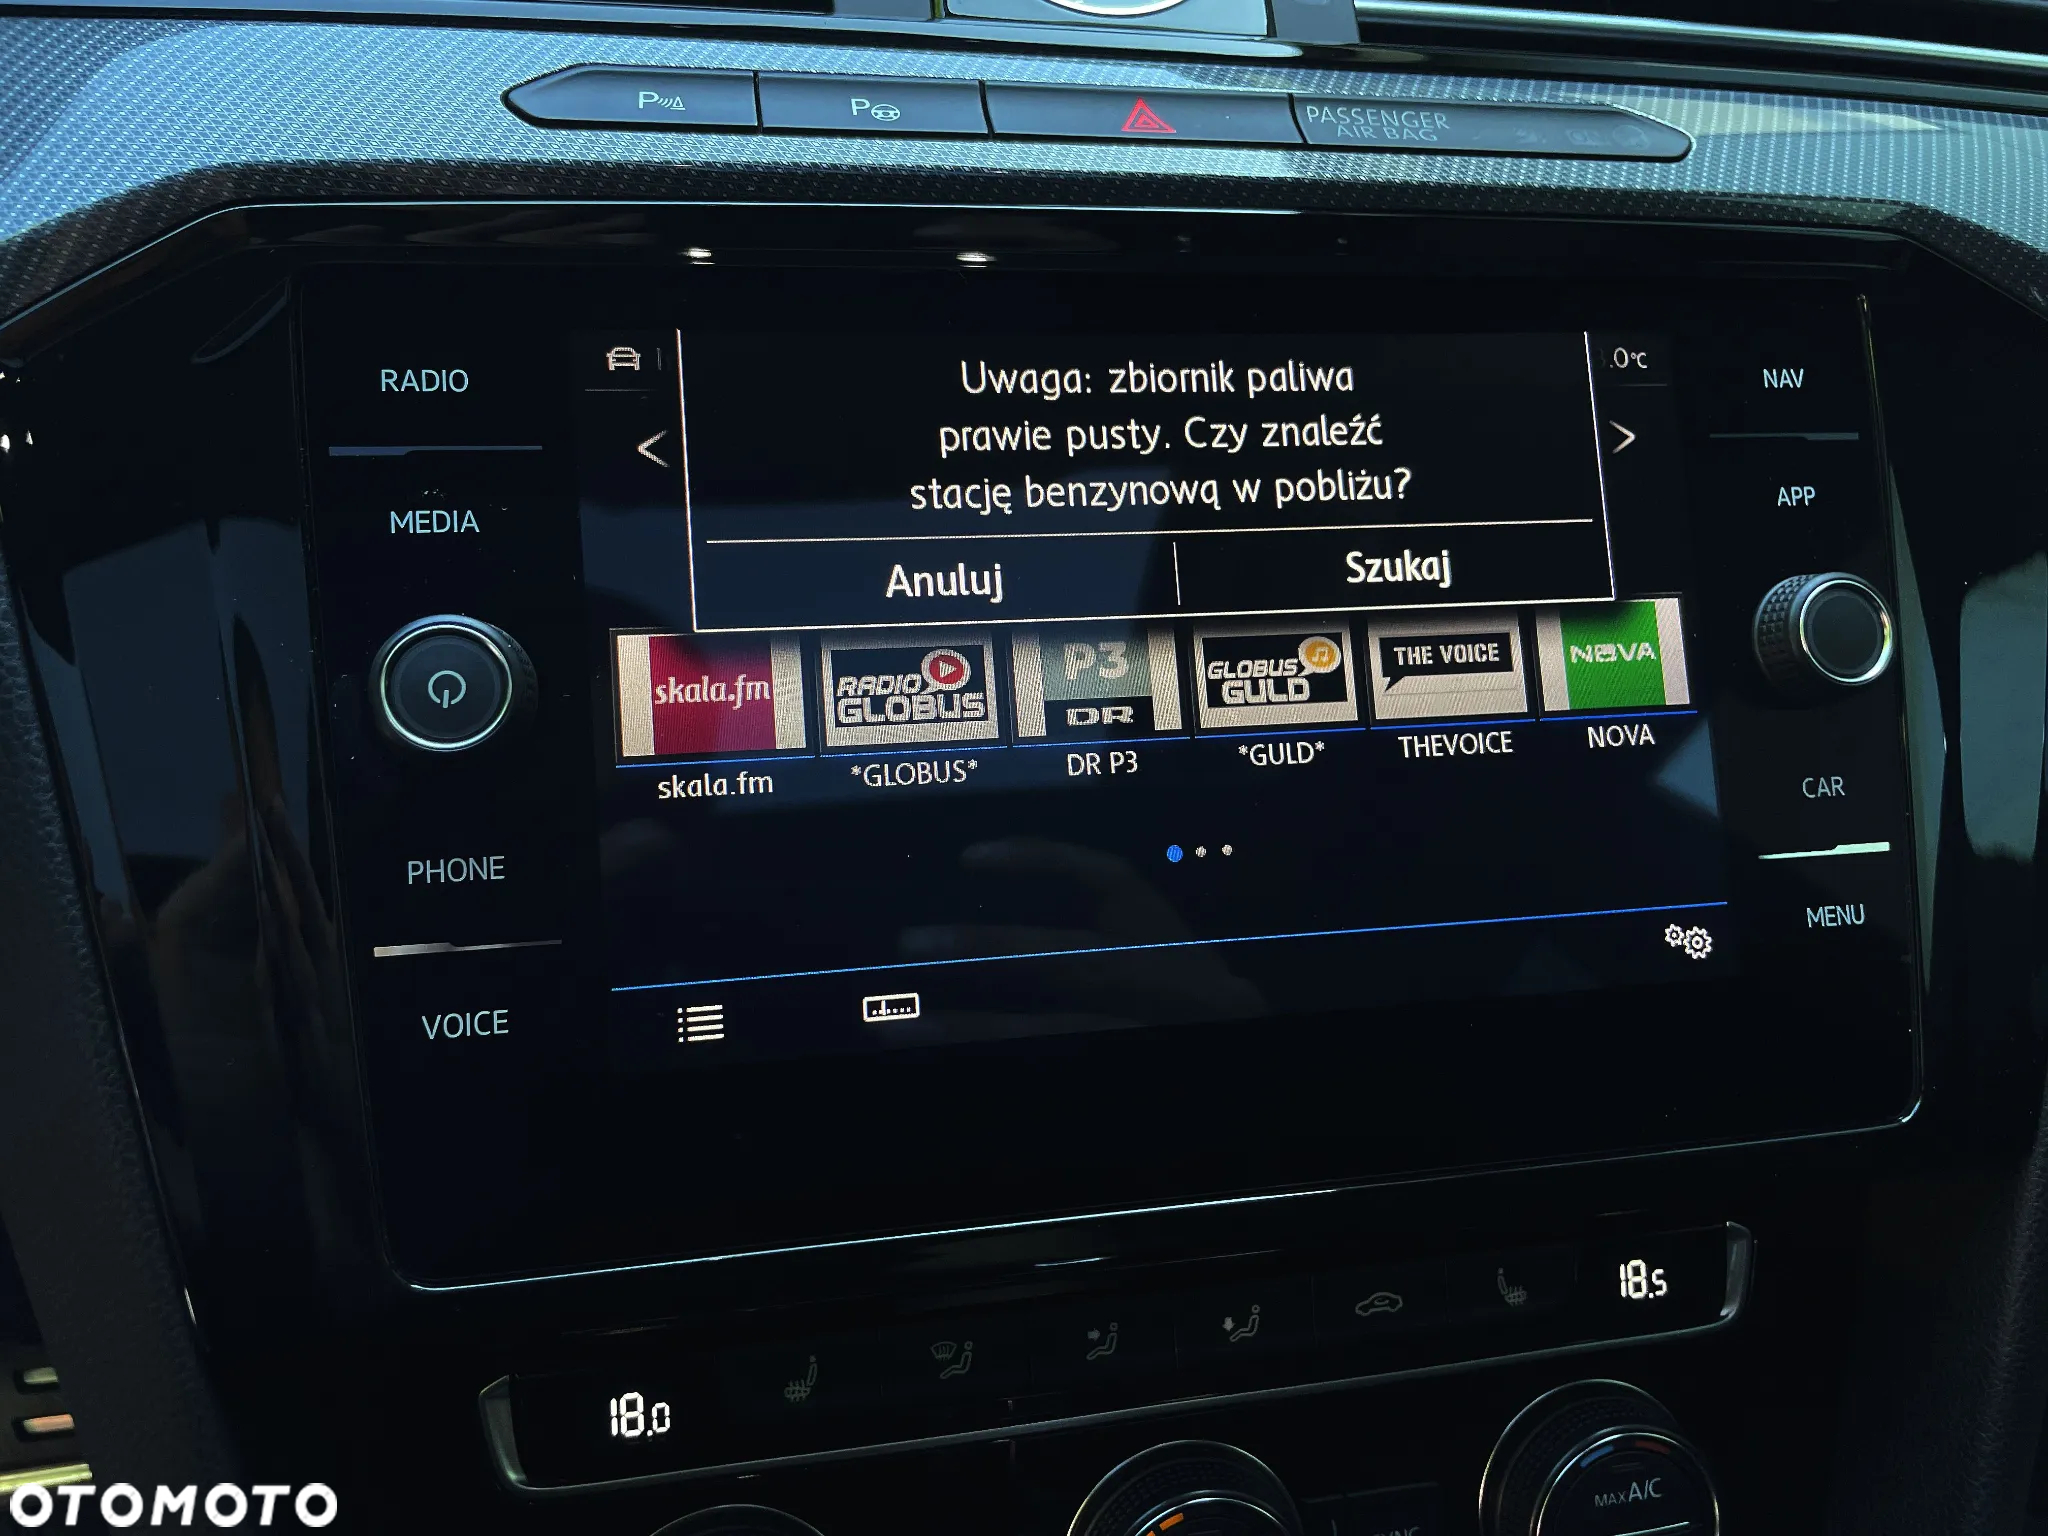 P
P
PASSENGER
AIR BAG
RADIO
MEDIA
PHONE
VOICE
.0°C
Uwaga: zbiornik paliwa
prawie pusty. Czy znaleźć
stację benzynową w pobliżu?
Anuluj
Szukaj
skala.fm
RADIO
GLOBUS
P3
DR
GLOBUS
GULD
THE VOICE
NOVA
skala.fm
*GLOBUS*
DR P3
*GULD*
THEVOICE
NOVA
NAV
APP
CAR
MENU
18.0
18.5
MAX A/C
SYNC
OTOMOTO